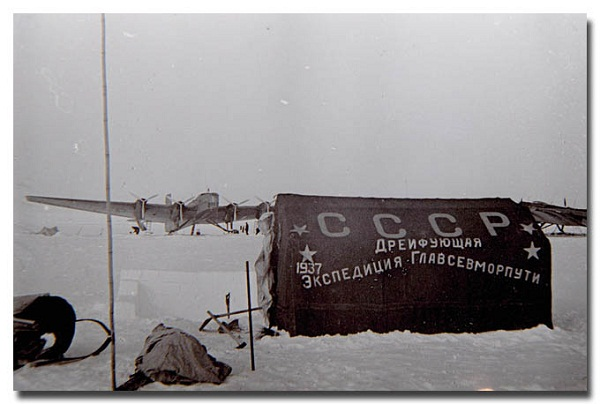 СССР
ДРЕЙФУЮЩАЯ
1937
ЭКСПЕДИЦИЯ ГЛАВСЕВМОРПУТИ